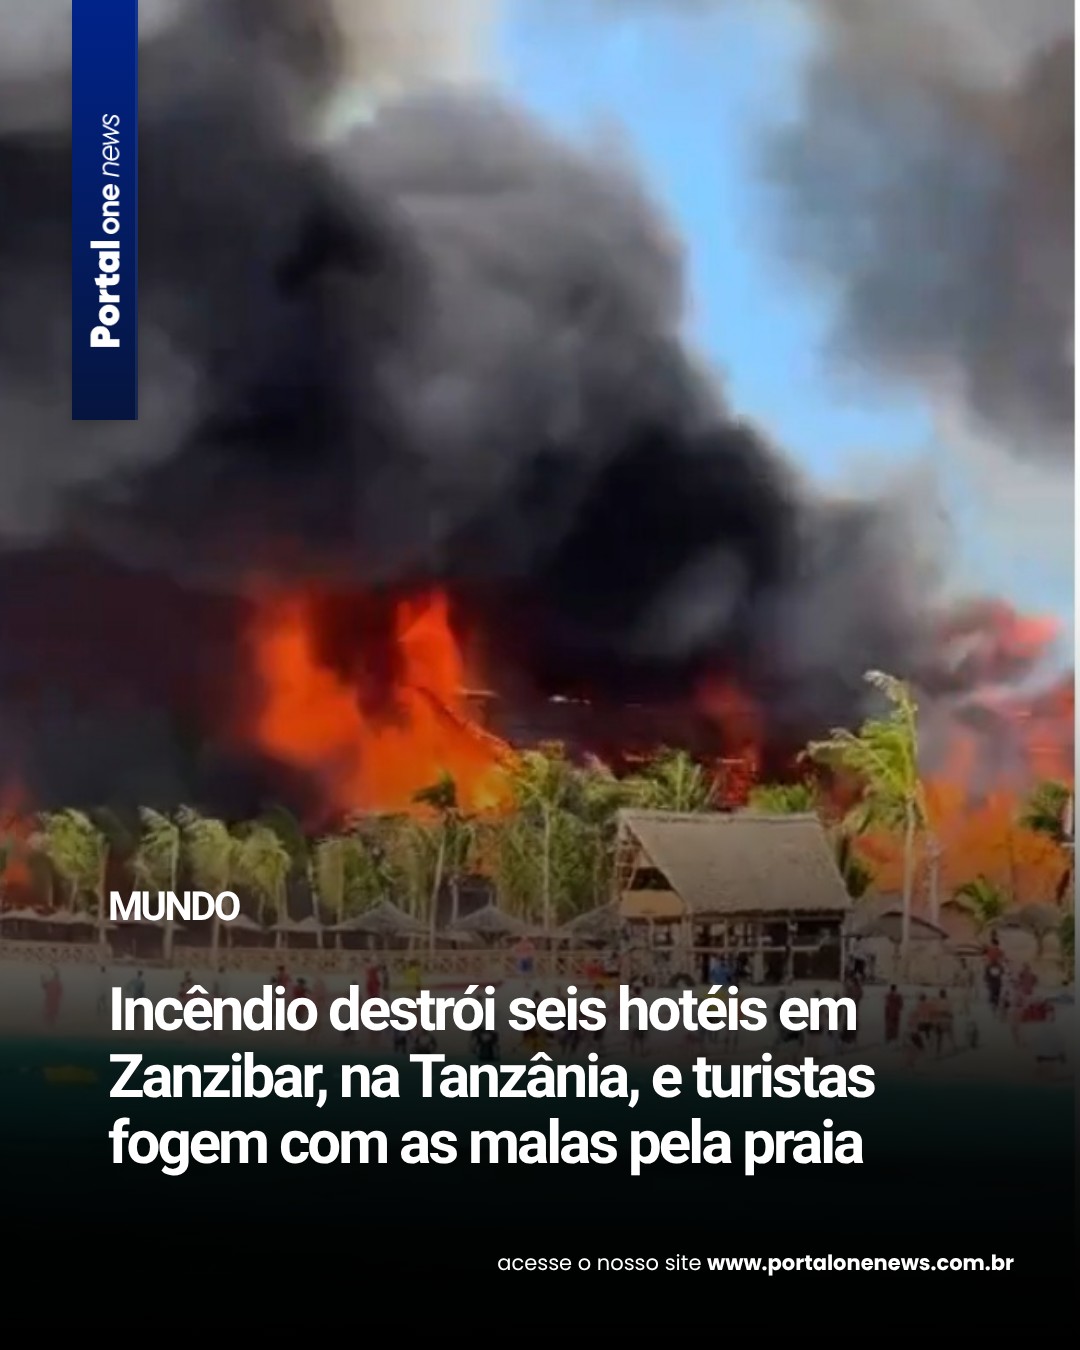 Portal one news
MUNDO
Incêndio destrói seis hotéis em
Zanzibar, na Tanzânia, e turistas
fogem com as malas pela praia
acesse o nosso site www.portalonenews.com.br